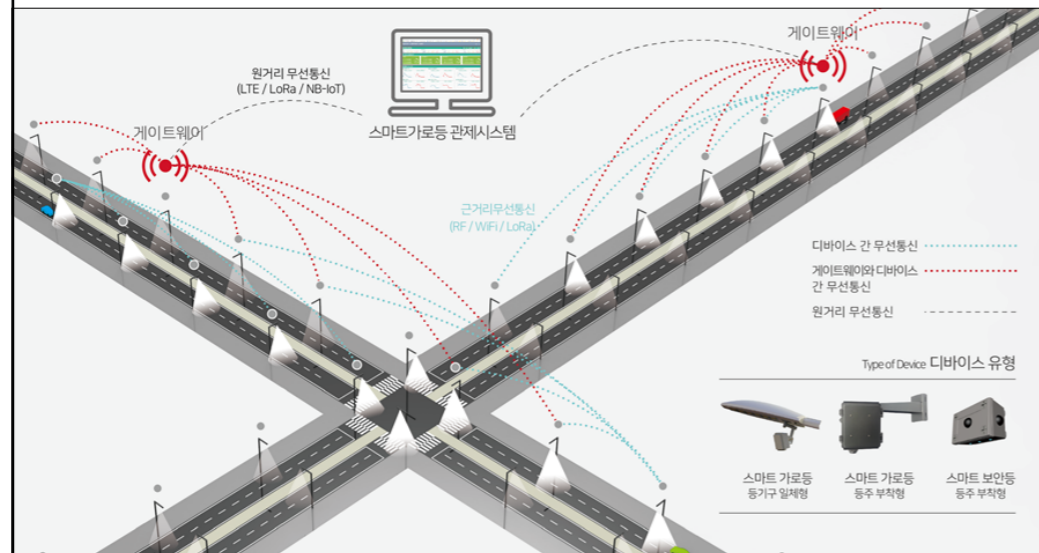 게이트웨이
원거리 무선통신
(LTE / LoRa / NB-IoT)
스마트가로등 관제시스템
게이트웨이
근거리무선통신
(RF / WiFi / LoRa)
디바이스 간 무선통신
게이트웨이와 디바이스
간 무선통신
원거리 무선통신
Type of Device 디바이스 유형
스마트 가로등
등기구 일체형
스마트 가로등
등주 부착형
스마트 보안등
등주 부착형